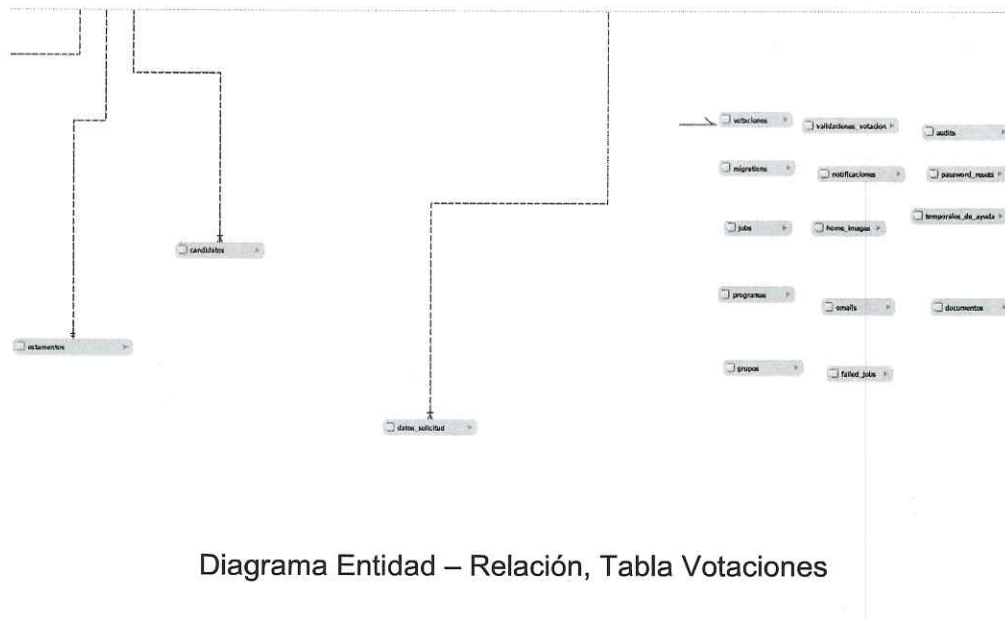 votaciones
validaciones_votacion
audits
migrations
notificaciones
password_resets
temporales_de_ayuda
jobs
home_images
candidatos
programas
emails
documentos
estamentos
grupos
failed_jobs
datos_solicitud
Diagrama Entidad – Relación, Tabla Votaciones